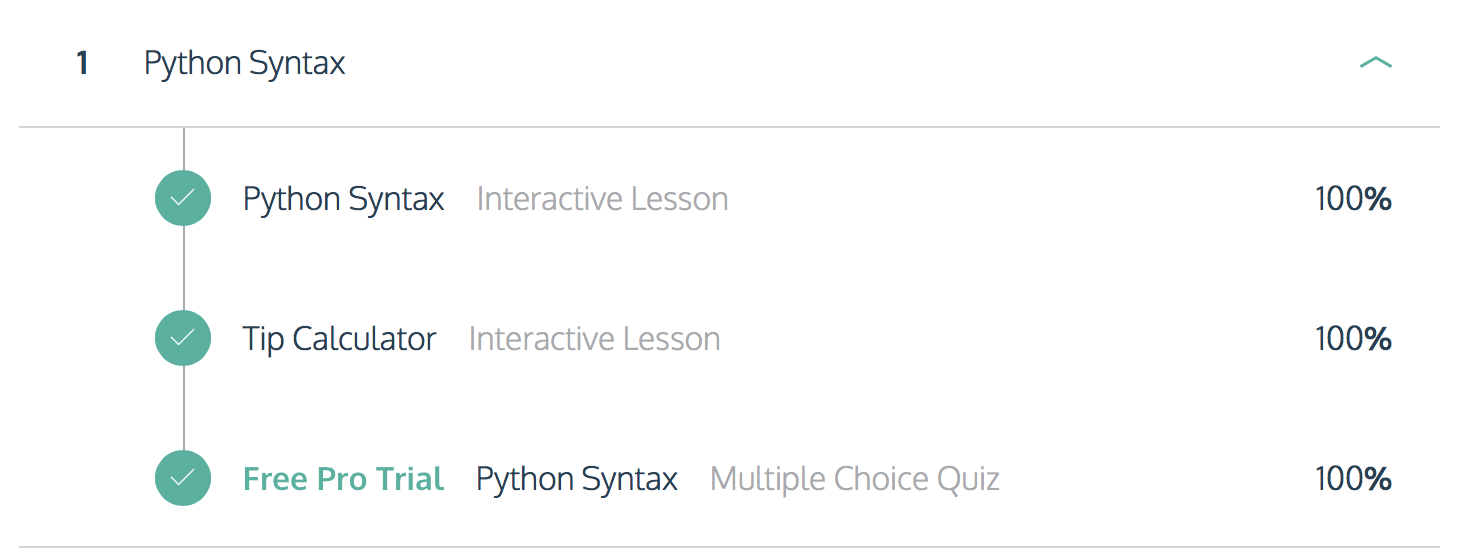 1 Python Syntax
Python Syntax Interactive Lesson 100%
Tip Calculator Interactive Lesson 100%
Free Pro Trial Python Syntax Multiple Choice Quiz 100%